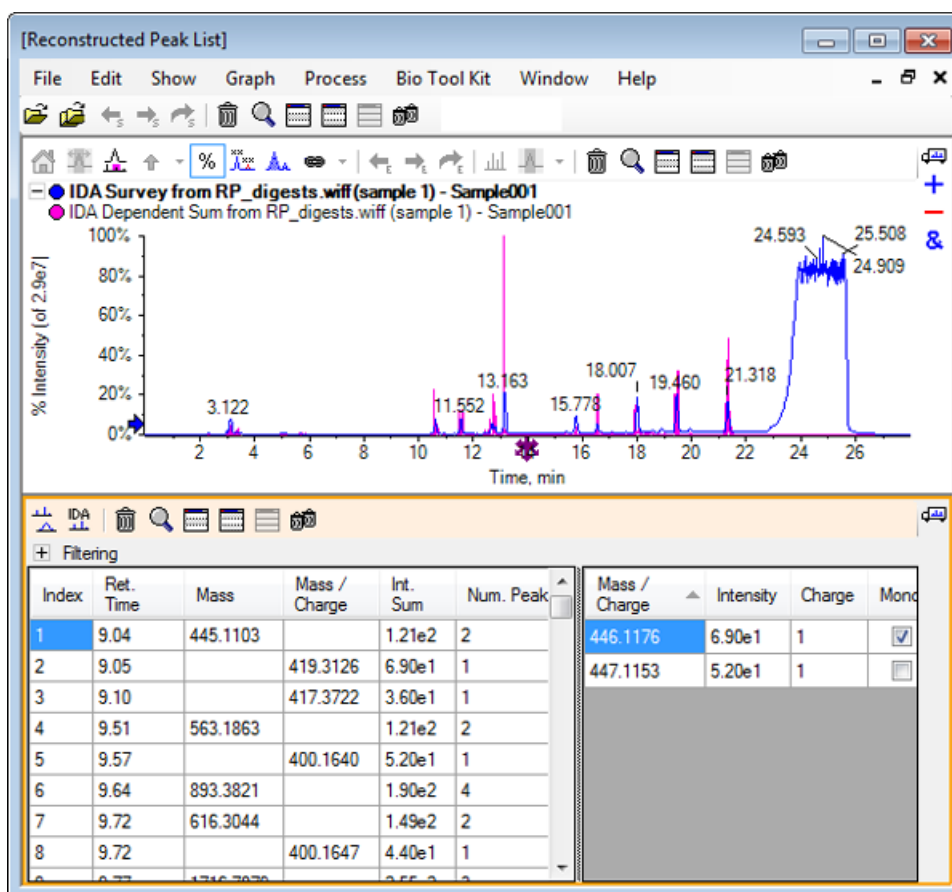 [Reconstructed Peak List]
File Edit Show Graph Process Bio Tool Kit Window Help
%
IDA Survey from RP_digests.wiff (sample 1) - Sample001
IDA Dependent Sum from RP_digests.wiff (sample 1) - Sample001
&
% Intensity (of 2.9e7)
100%
80%
60%
40%
20%
0%
3.122
11.552
13.163
15.778
18.007
19.460
21.318
24.593
25.508
24.909
2 4 6 8 10 12 14 16 18 20 22 24 26
Time, min
IDA
Filtering
Index Ret. Time Mass Mass / Charge Int. Sum Num. Peak
1 9.04 445.1103 1.21e2 2
2 9.05 419.3126 6.90e1 1
3 9.10 417.3722 3.60e1 1
4 9.51 563.1863 1.21e2 2
5 9.57 400.1640 5.20e1 1
6 9.64 893.3821 1.90e2 4
7 9.72 616.3044 1.49e2 2
8 9.72 400.1647 4.40e1 1
Mass / Charge Intensity Charge Mono
446.1176 6.90e1 1
447.1153 5.20e1 1